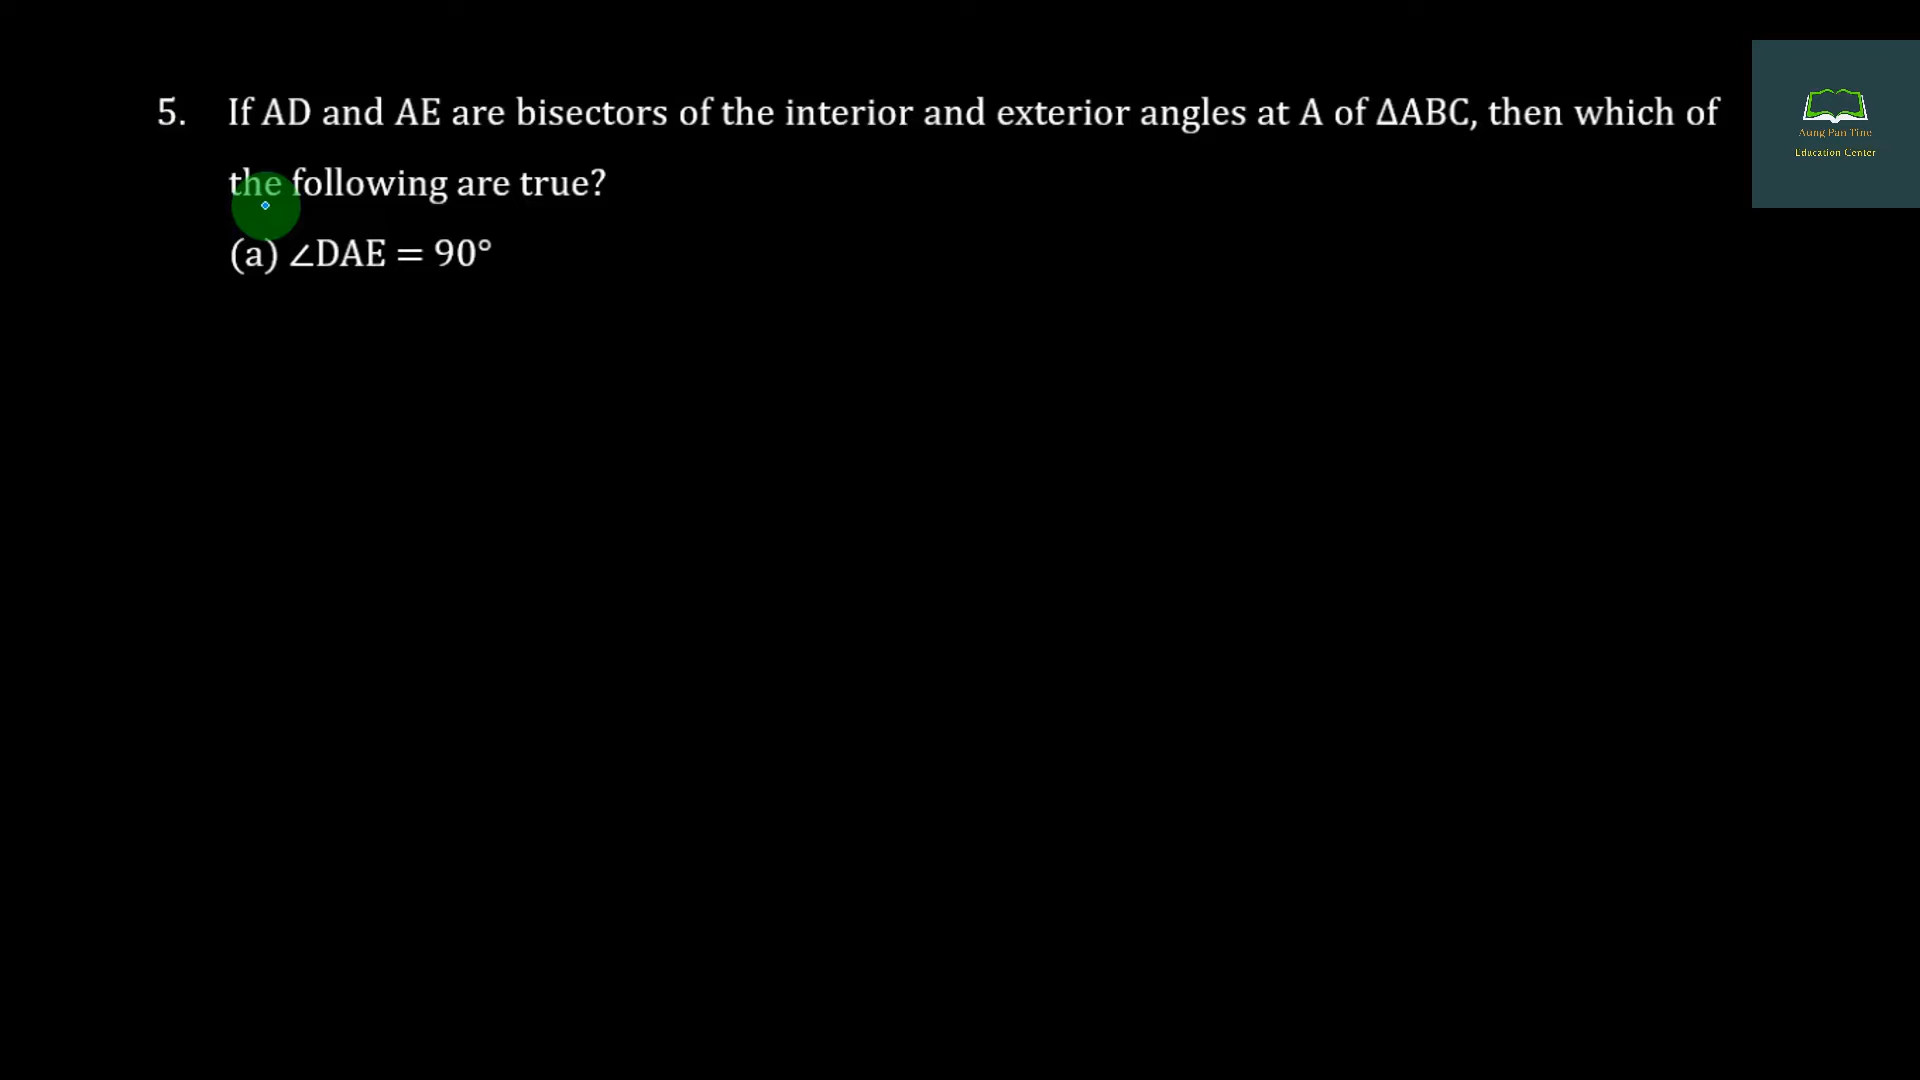 5. If AD and AE are bisectors of the interior and exterior angles at A of ΔABC, then which of
the following are true?
(a) ∠DAE = 90°
Aung Pan Tine
Education Center